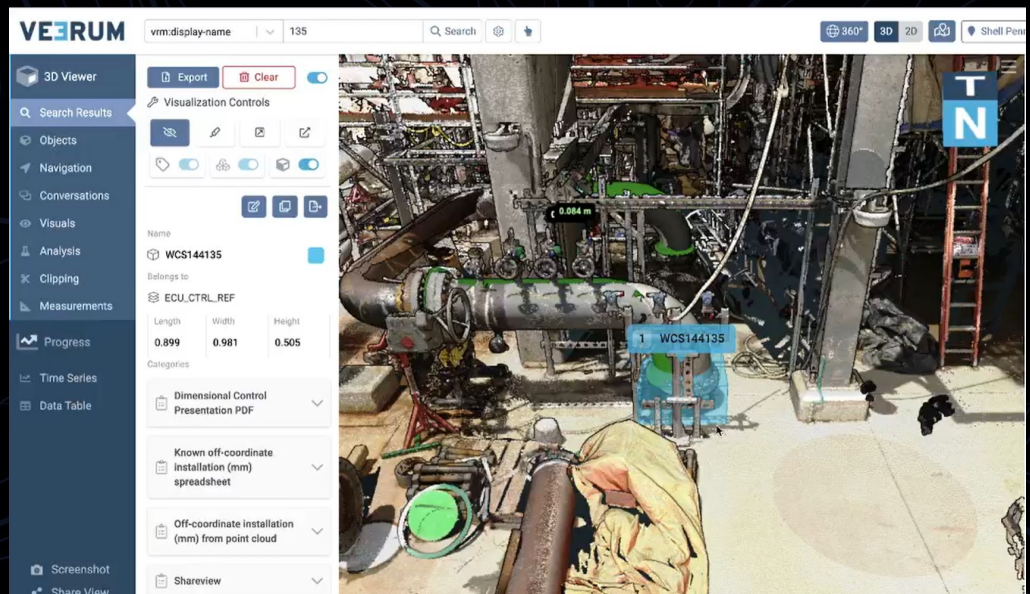 VEERUM
vrm:display-name
135
Search
360°
3D
2D
Shell Penn
3D Viewer
Search Results
Objects
Navigation
Conversations
Visuals
Analysis
Clipping
Measurements
Progress
Time Series
Data Table
Screenshot
Share View
Export
Clear
Visualization Controls
Name
WCS144135
Belongs to
ECU_CTRL_REF
Length
Width
Height
0.899
0.981
0.505
Categories
Dimensional Control
Presentation PDF
Known off-coordinate
installation (mm)
spreadsheet
Off-coordinate installation
(mm) from point cloud
Shareview
0.084 m
1 WCS144135
T
N